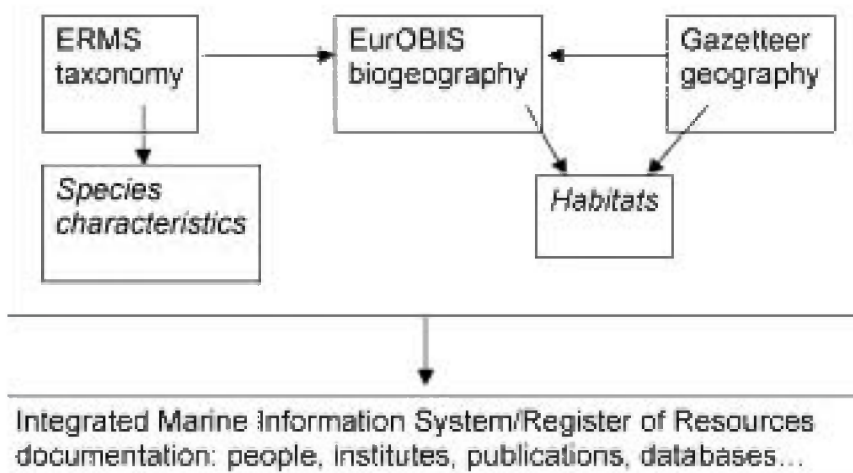 ERMS
taxonomy
EurOBIS
biogeography
Gazetteer
geography
Species
characteristics
Habitats
Integrated Marine Information System/Register of Resources
documentation: people, institutes, publications, databases...